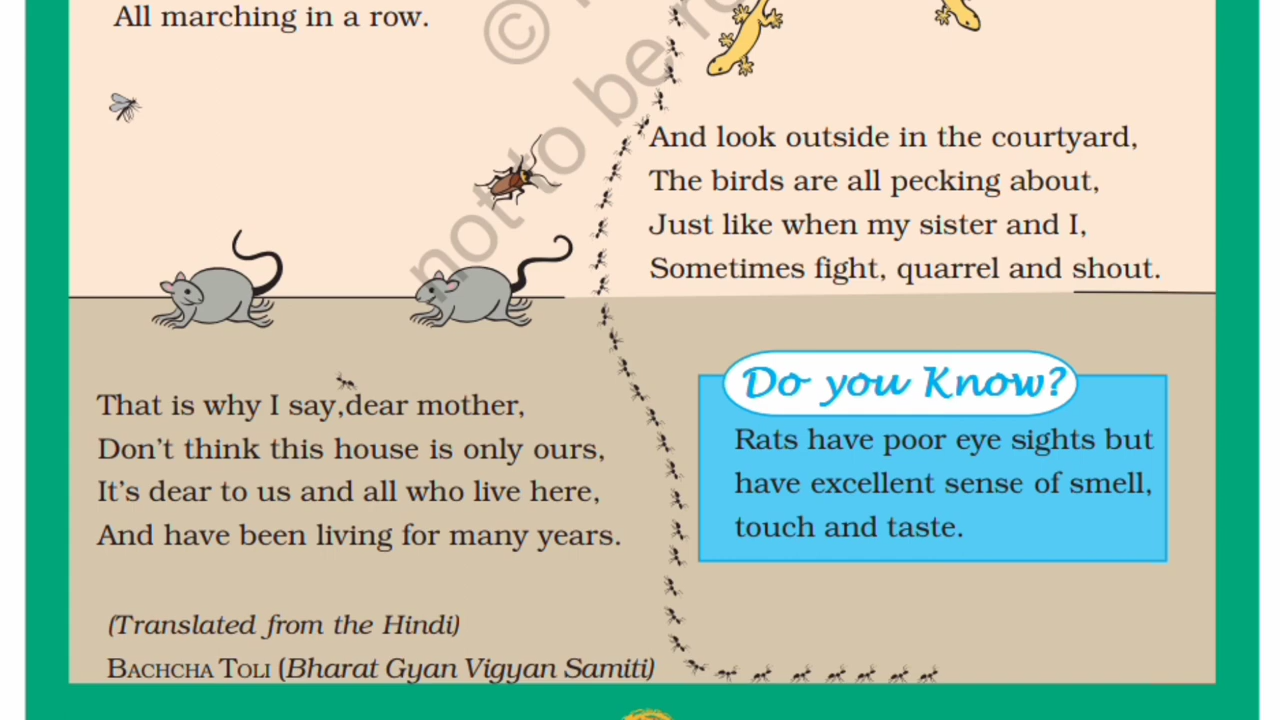 All marching in a row.
And look outside in the courtyard,
The birds are all pecking about,
Just like when my sister and I,
Sometimes fight, quarrel and shout.
That is why I say,dear mother,
Don't think this house is only ours,
It's dear to us and all who live here,
And have been living for many years.
Do you Know?
Rats have poor eye sights but
have excellent sense of smell,
touch and taste.
(Translated from the Hindi)
BACHCHA TOLI (Bharat Gyan Vigyan Samiti)
©
not to be